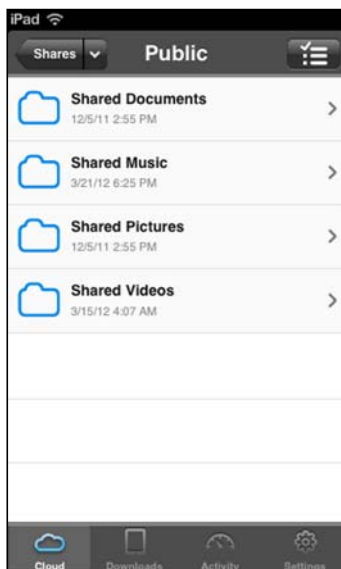 iPad
Shares
Public
Shared Documents
12/5/11 2:55 PM
Shared Music
3/21/12 6:25 PM
Shared Pictures
12/5/11 2:55 PM
Shared Videos
3/15/12 4:07 AM
Cloud
Downloads
Activity
Settings